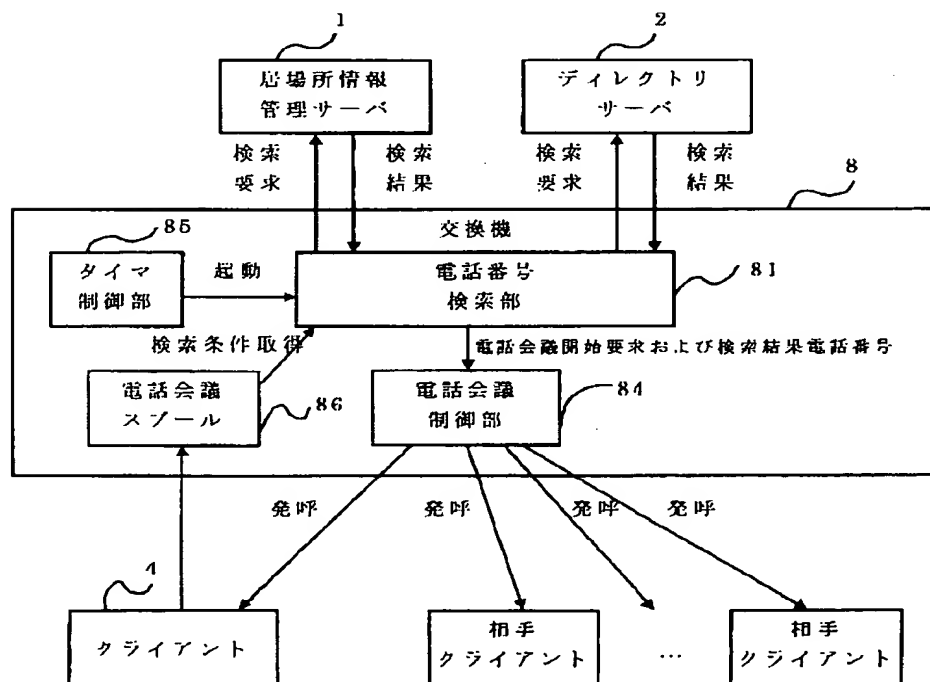 1
2
居場所情報
管理サーバ
ディレクトリ
サーバ
検索
要求
検索
結果
検索
要求
検索
結果
8
交換機
85
タイマ
制御部
起動
電話番号
検索部
81
検索条件取得
電話会議開始要求および検索結果電話番号
電話会議
スプール
86
電話会議
制御部
84
発呼
発呼
発呼
発呼
4
クライアント
相手
クライアント
...
相手
クライアント